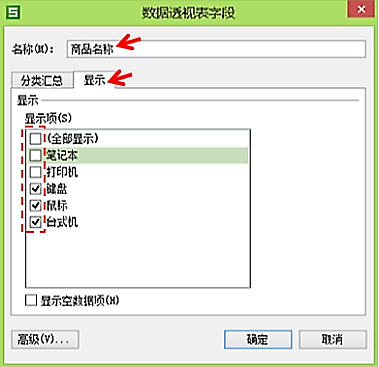 数据透视表字段
名称(M): 商品名称
分类汇总 显示
显示
显示项(S)
(全部显示)
笔记本
打印机
键盘
鼠标
台式机
显示空数据项(H)
高级(V)... 确定 取消